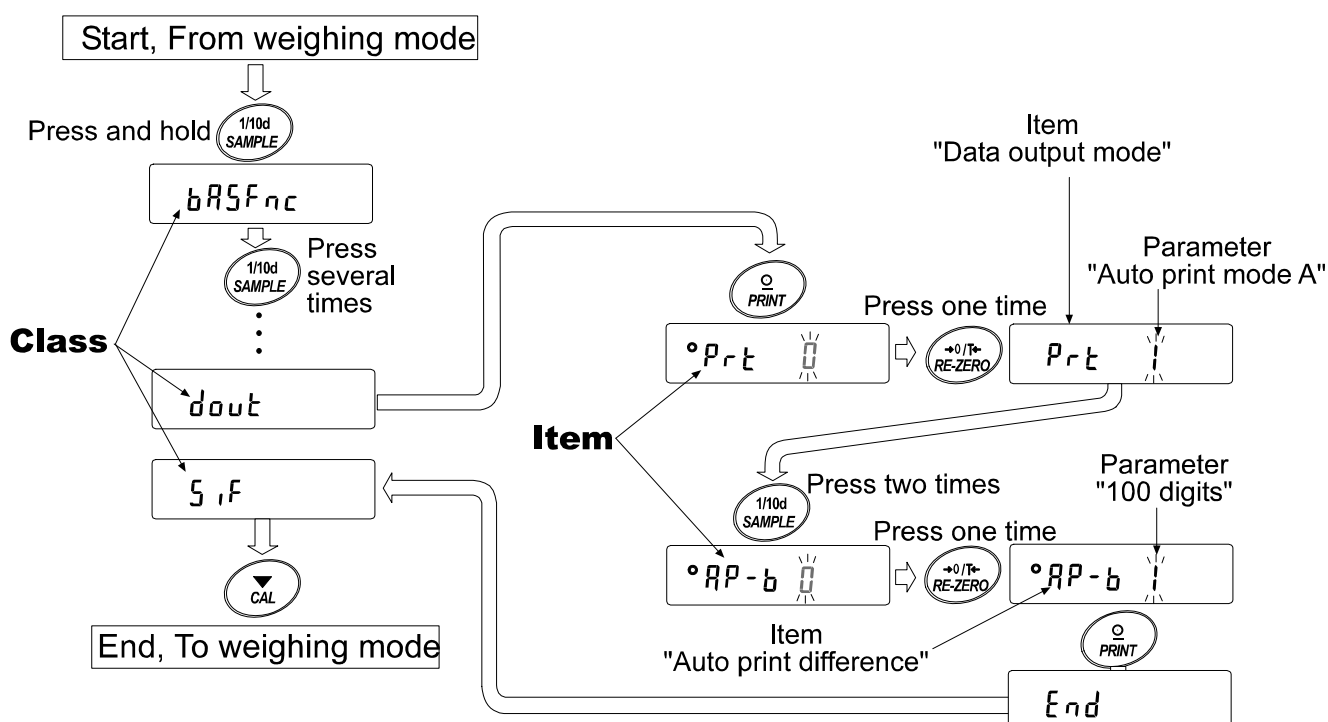 Start, From weighing mode
Press and hold
1/10d
SAMPLE
bASFnc
1/10d
SAMPLE
Press
several
times
Class
dout
S iF
CAL
End, To weighing mode
PRINT
Item
"Data output mode"
Parameter
"Auto print mode A"
Press one time
Prt 0
→0/T←
RE-ZERO
Prt 1
Item
1/10d
SAMPLE
Press two times
Parameter
"100 digits"
Press one time
AP-b 0
→0/T←
RE-ZERO
AP-b 1
Item
"Auto print difference"
PRINT
End